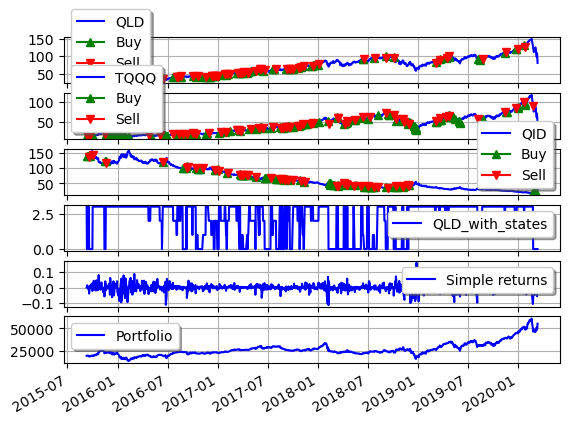 QLD
Buy
Sell
150
100
50
TQQQ
Buy
Sell
100
50
QID
Buy
Sell
150
100
50
QLD_with_states
2.5
0.0
Simple returns
0.1
0.0
−0.1
Portfolio
50000
25000
2015-07
2016-01
2016-07
2017-01
2017-07
2018-01
2018-07
2019-01
2019-07
2020-01